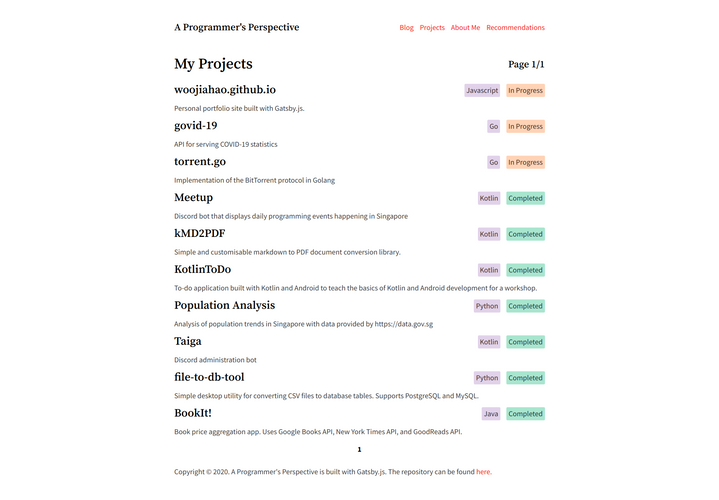 A Programmer's Perspective
Blog Projects About Me Recommendations
My Projects
Page 1/1
woojiahao.github.io
Javascript In Progress
Personal portfolio site built with Gatsby.js.
govid-19
Go In Progress
API for serving COVID-19 statistics
torrent.go
Go In Progress
Implementation of the BitTorrent protocol in Golang
Meetup
Kotlin Completed
Discord bot that displays daily programming events happening in Singapore
kMD2PDF
Kotlin Completed
Simple and customisable markdown to PDF document conversion library.
KotlinToDo
Kotlin Completed
To-do application built with Kotlin and Android to teach the basics of Kotlin and Android development for a workshop.
Population Analysis
Python Completed
Analysis of population trends in Singapore with data provided by https://data.gov.sg
Taiga
Kotlin Completed
Discord administration bot
file-to-db-tool
Python Completed
Simple desktop utility for converting CSV files to database tables. Supports PostgreSQL and MySQL.
BookIt!
Java Completed
Book price aggregation app. Uses Google Books API, New York Times API, and GoodReads API.
1
Copyright © 2020. A Programmer's Perspective is built with Gatsby.js. The repository can be found here.